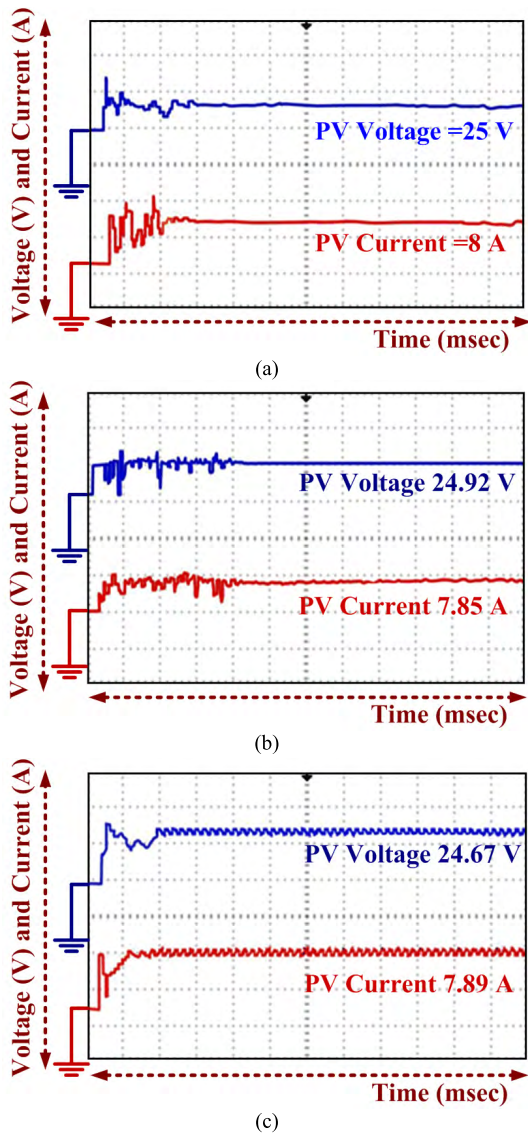 Voltage (V) and Current (A)
PV Voltage =25 V
PV Current =8 A
Time (msec)
(a)
Voltage (V) and Current (A)
PV Voltage 24.92 V
PV Current 7.85 A
Time (msec)
(b)
Voltage (V) and Current (A)
PV Voltage 24.67 V
PV Current 7.89 A
Time (msec)
(c)